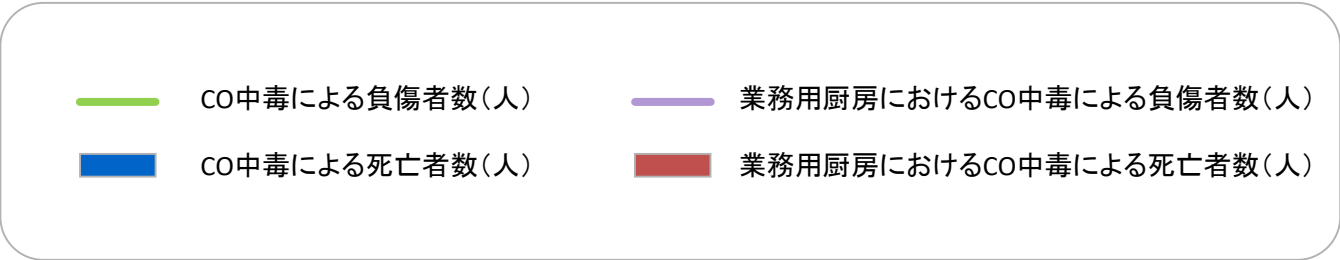 CO中毒による負傷者数(人)
業務用厨房におけるCO中毒による負傷者数(人)
CO中毒による死亡者数(人)
業務用厨房におけるCO中毒による死亡者数(人)